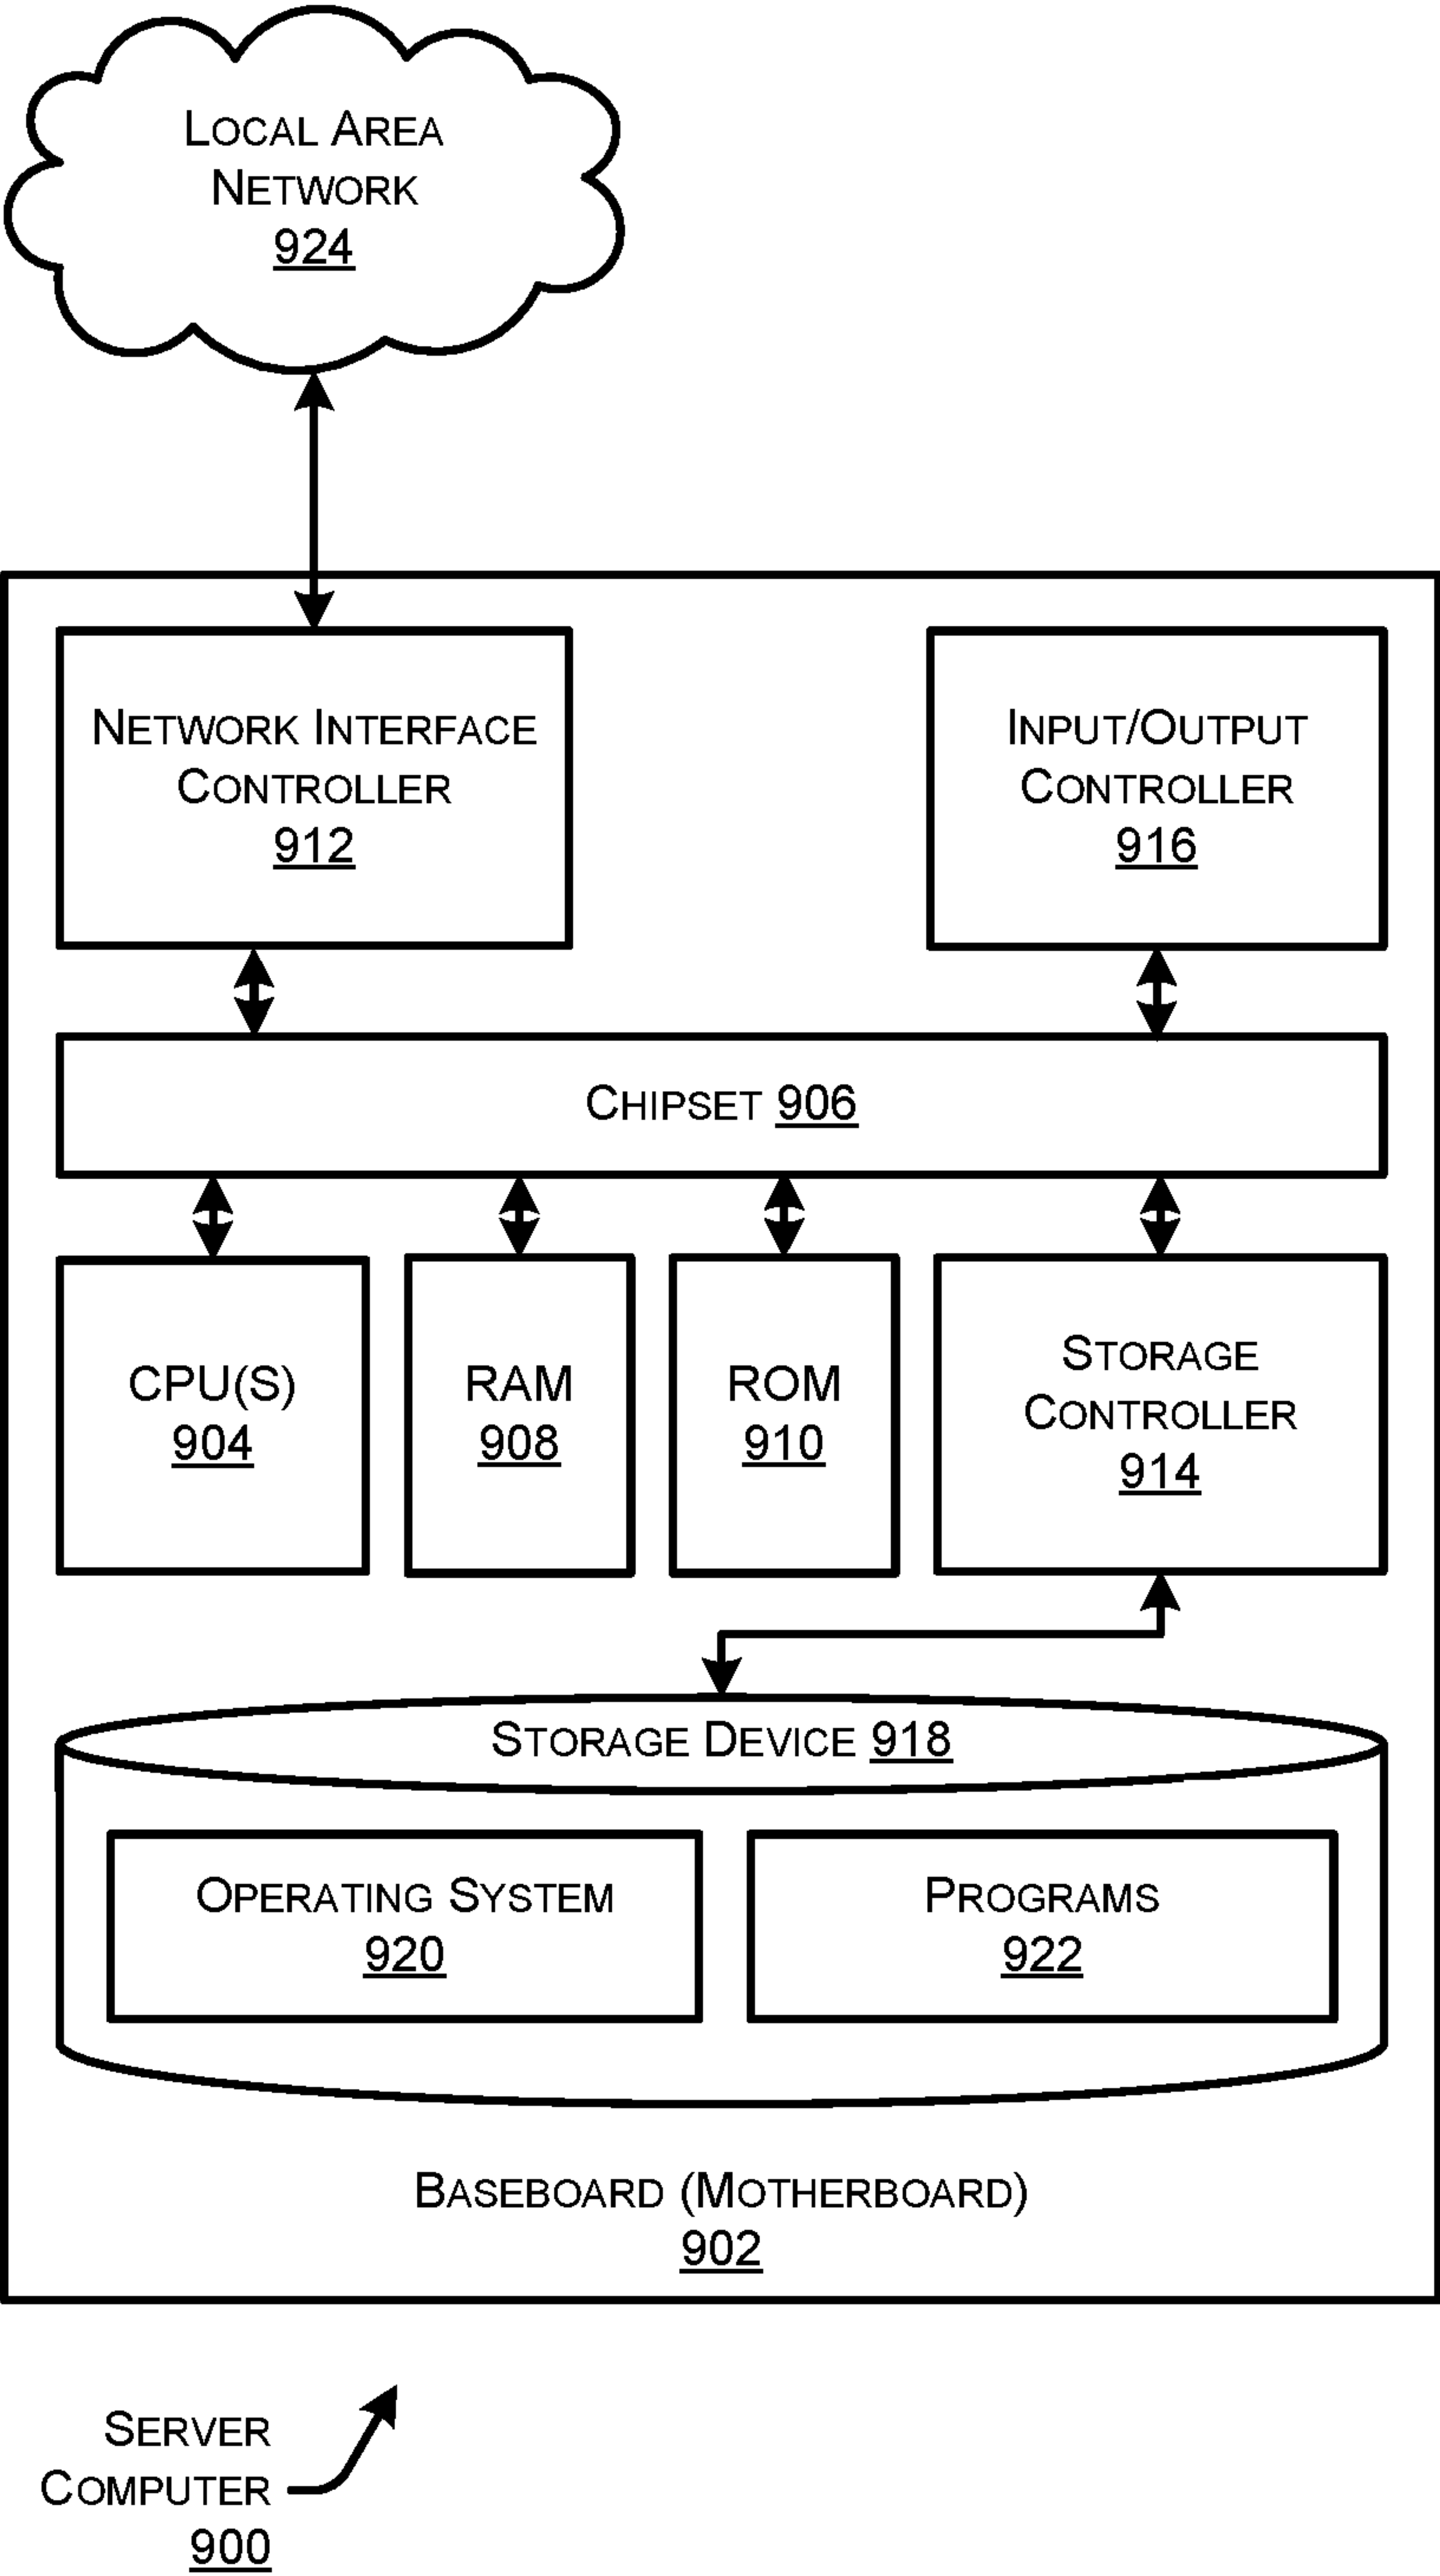 LOCAL AREA
NETWORK
924
NETWORK INTERFACE
CONTROLLER
912
INPUT/OUTPUT
CONTROLLER
916
CHIPSET 906
CPU(S)
904
RAM
908
ROM
910
STORAGE
CONTROLLER
914
STORAGE DEVICE 918
OPERATING SYSTEM
920
PROGRAMS
922
BASEBOARD (MOTHERBOARD)
902
SERVER
COMPUTER
900